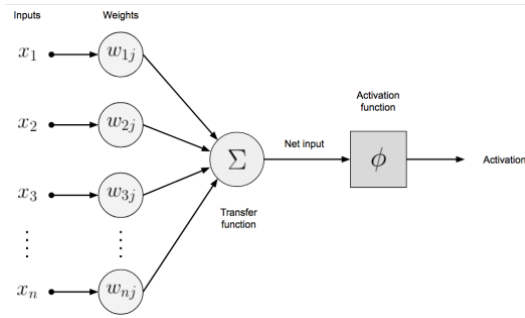 Inputs Weights
x₁ w₁ⱼ
x₂ w₂ⱼ
Activation
function
Σ Net input ϕ Activation
x₃ w₃ⱼ
Transfer
function
xₙ wₙⱼ